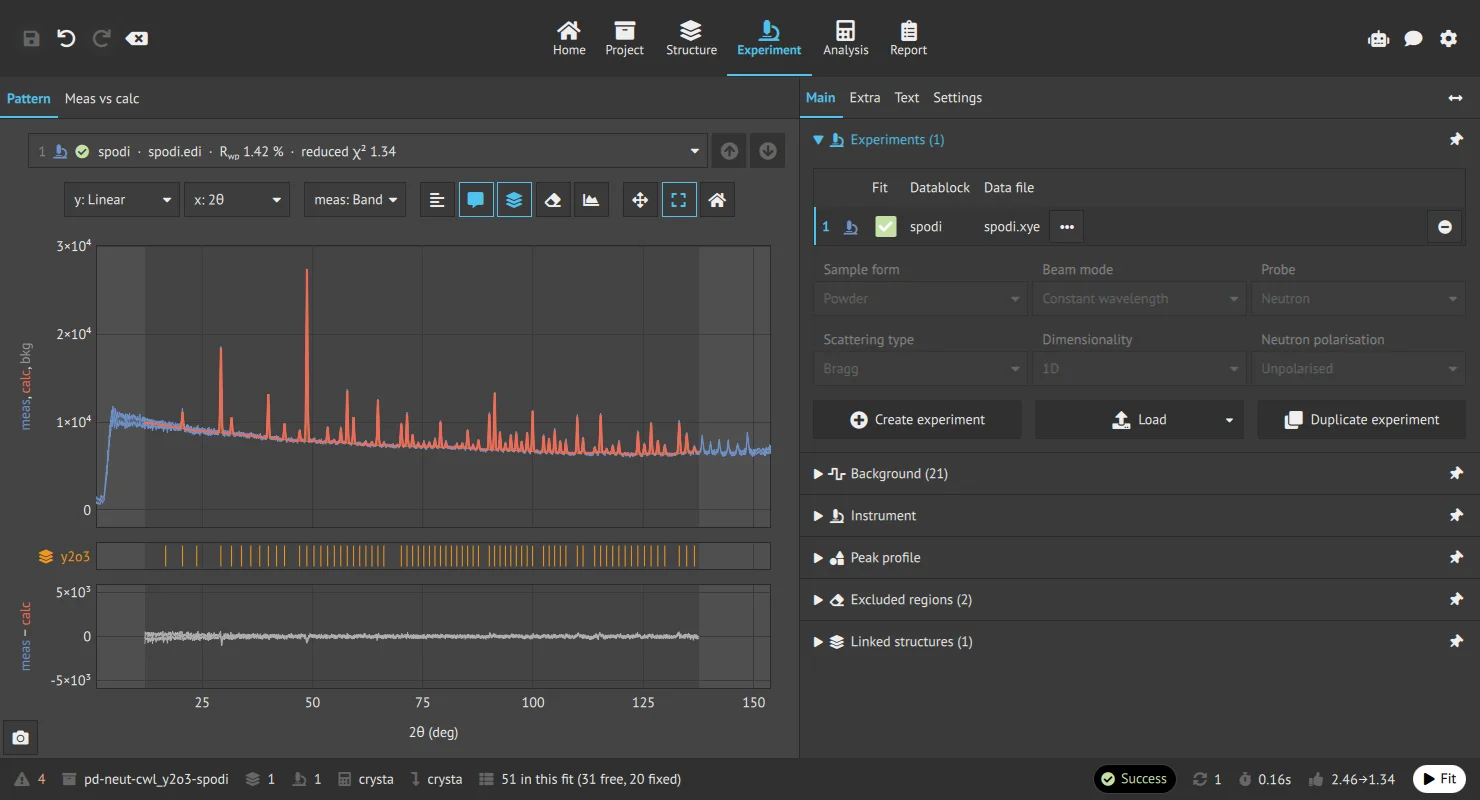 Home
Project
Structure
Experiment
Analysis
Report
Pattern
Meas vs calc
Main
Extra
Text
Settings
1 spodi · spodi.edi · Rwp 1.42 % · reduced χ² 1.34
y: Linear
x: 2θ
meas: Band
3×10⁴
2×10⁴
1×10⁴
0
meas, calc, bkg
y2o3
5×10³
0
-5×10³
meas − calc
25 50 75 100 125 150
2θ (deg)
Experiments (1)
Fit Datablock Data file
1 spodi spodi.xye
Sample form Beam mode Probe
Powder Constant wavelength Neutron
Scattering type Dimensionality Neutron polarisation
Bragg 1D Unpolarised
Create experiment
Load
Duplicate experiment
Background (21)
Instrument
Peak profile
Excluded regions (2)
Linked structures (1)
4 pd-neut-cwl_y2o3-spodi 1 1 crysta crysta 51 in this fit (31 free, 20 fixed) Success 1 0.16s 2.46→1.34 Fit